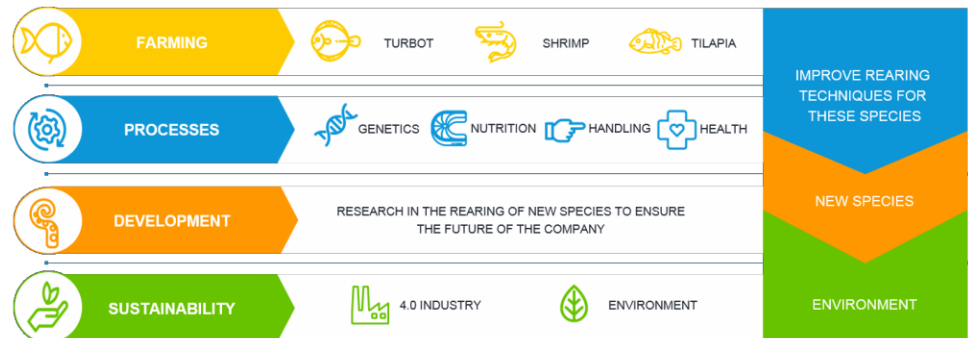 FARMING
TURBOT
SHRIMP
TILAPIA
IMPROVE REARING
TECHNIQUES FOR
THESE SPECIES
PROCESSES
GENETICS
NUTRITION
HANDLING
HEALTH
DEVELOPMENT
RESEARCH IN THE REARING OF NEW SPECIES TO ENSURE
THE FUTURE OF THE COMPANY
NEW SPECIES
SUSTAINABILITY
4.0 INDUSTRY
ENVIRONMENT
ENVIRONMENT